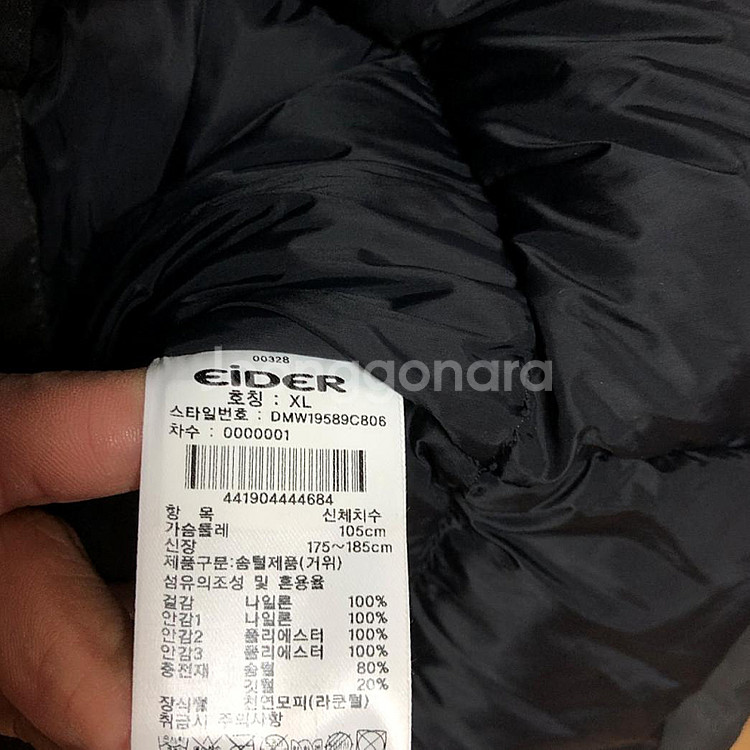 00328
EiDER
호칭 : XL
스타일번호 : DMW19589C806
차수 : 0000001
441904444684
항 목 신체치수
가슴둘레 105cm
신장 175~185cm
제품구분:솜털제품(거위)
섬유의조성 및 혼용율
겉감 나일론 100%
안감1 나일론 100%
안감2 폴리에스터 100%
안감3 폴리에스터 100%
충전재 솜털 80%
깃털 20%
장식털 천연모피(라쿤털)
취급시 주의사항